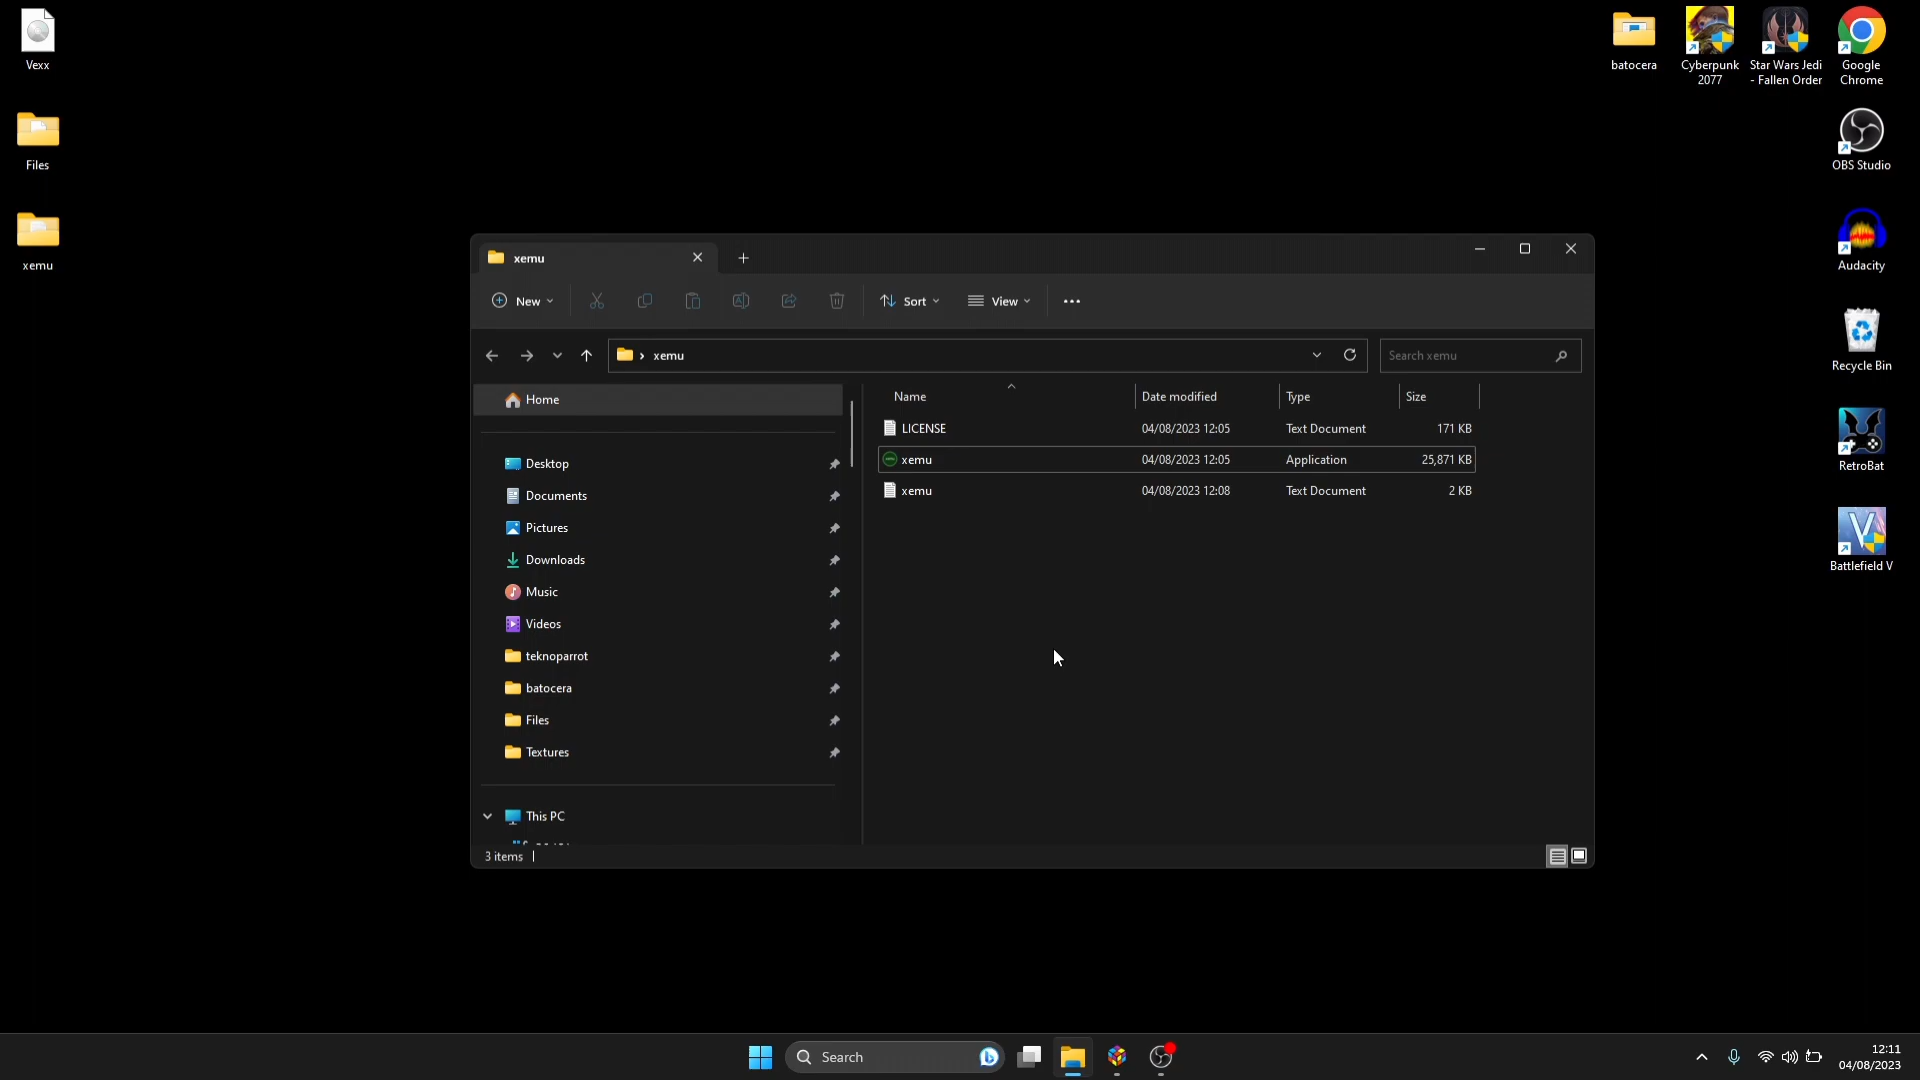 Vexx
Files
xemu
batocera
Cyberpunk
2077
Star Wars Jedi
- Fallen Order
Google
Chrome
OBS Studio
Audacity
Recycle Bin
RetroBat
Battlefield V
xemu
New
Sort
View
xemu
Search xemu
Home
Desktop
Documents
Pictures
Downloads
Music
Videos
teknoparrot
batocera
Files
Textures
This PC
Name Date modified Type Size
LICENSE 04/08/2023 12:05 Text Document 171 KB
xemu 04/08/2023 12:05 Application 25,871 KB
xemu 04/08/2023 12:08 Text Document 2 KB
3 items
Search
12:11
04/08/2023